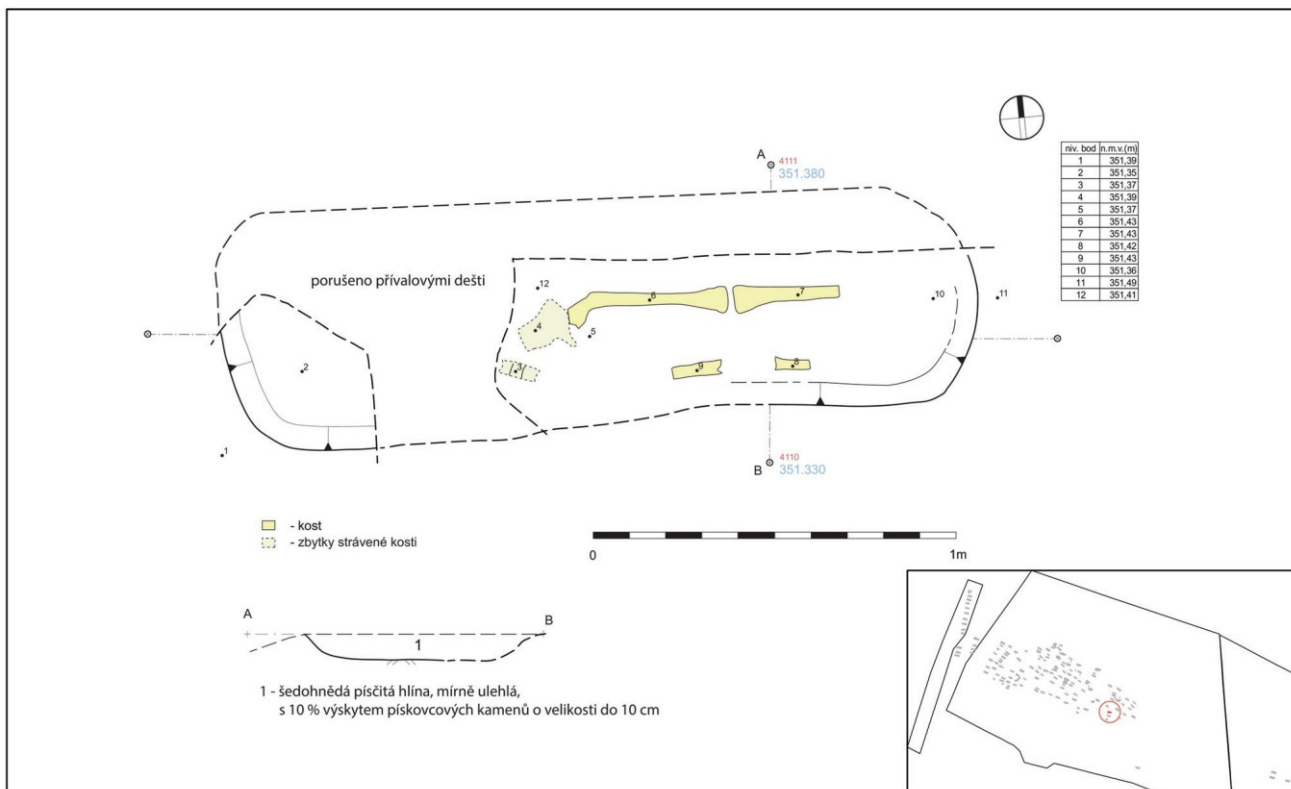 A
4111
351.380
niv. bod n.m.v.(m)
1 351,39
2 351,35
3 351,37
4 351,39
5 351,37
6 351,43
7 351,43
8 351,42
9 351,43
10 351,36
11 351,49
12 351,41
porušeno přívalovými dešti
12
6
7
10
11
4
5
2
3
9
8
1
B
4110
351.330
- kost
- zbytky strávené kosti
0 1m
A
B
1
1 - šedohnědá písčitá hlína, mírně ulehlá,
s 10 % výskytem pískovcových kamenů o velikosti do 10 cm